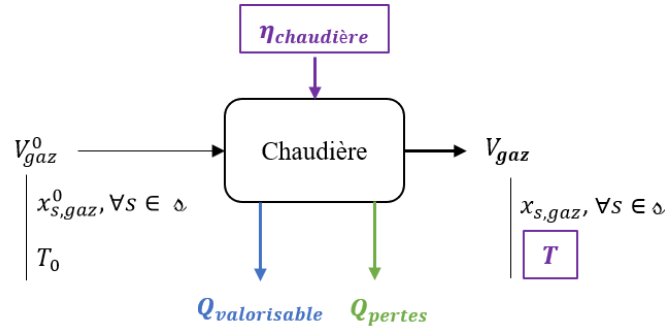 η_chaudière
V⁰_gaz
Chaudière
V_gaz
x⁰_s,gaz, ∀s ∈ 𝓈
x_s,gaz, ∀s ∈ 𝓈
T₀
T
Q_valorisable
Q_pertes